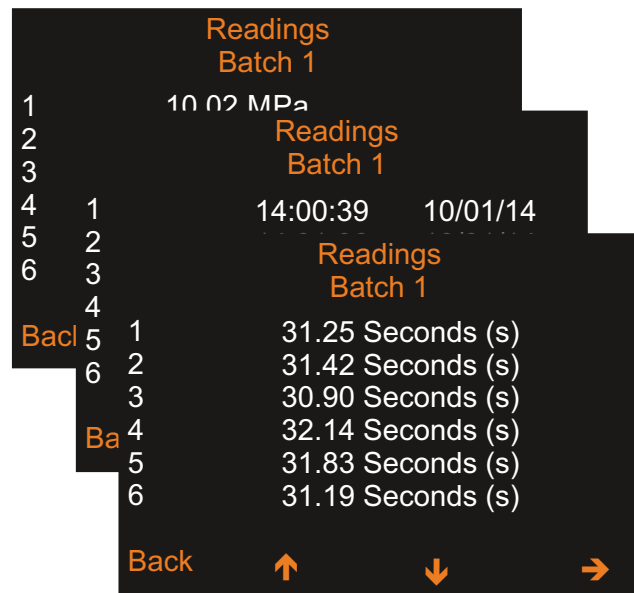 Readings
Batch 1
1 10.02 MPa
2
3
4
5
6
Readings
Batch 1
1 14:00:39 10/01/14
2
3
4
5
6
Readings
Batch 1
1 31.25 Seconds (s)
2 31.42 Seconds (s)
3 30.90 Seconds (s)
4 32.14 Seconds (s)
5 31.83 Seconds (s)
6 31.19 Seconds (s)
Back